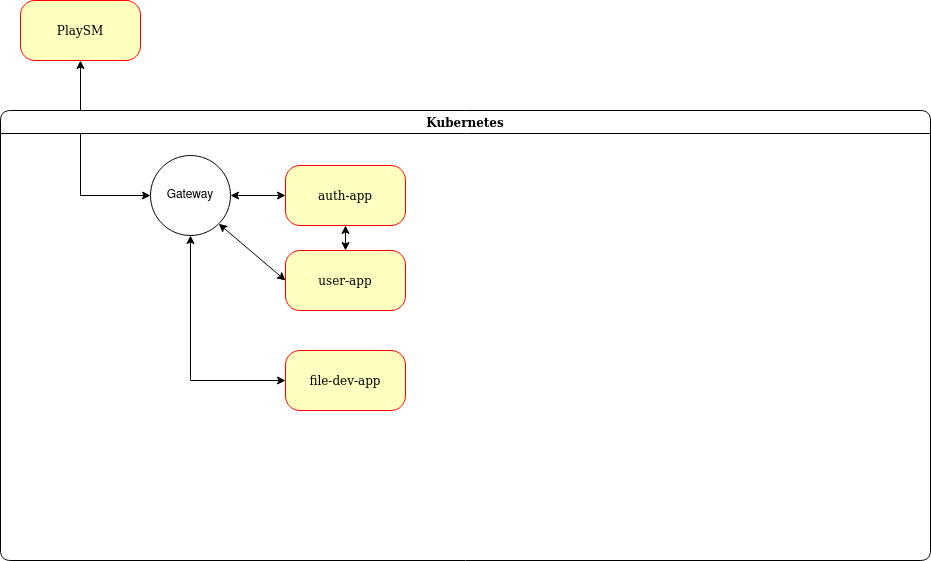 PlaySM
Kubernetes
Gateway
auth-app
user-app
file-dev-app